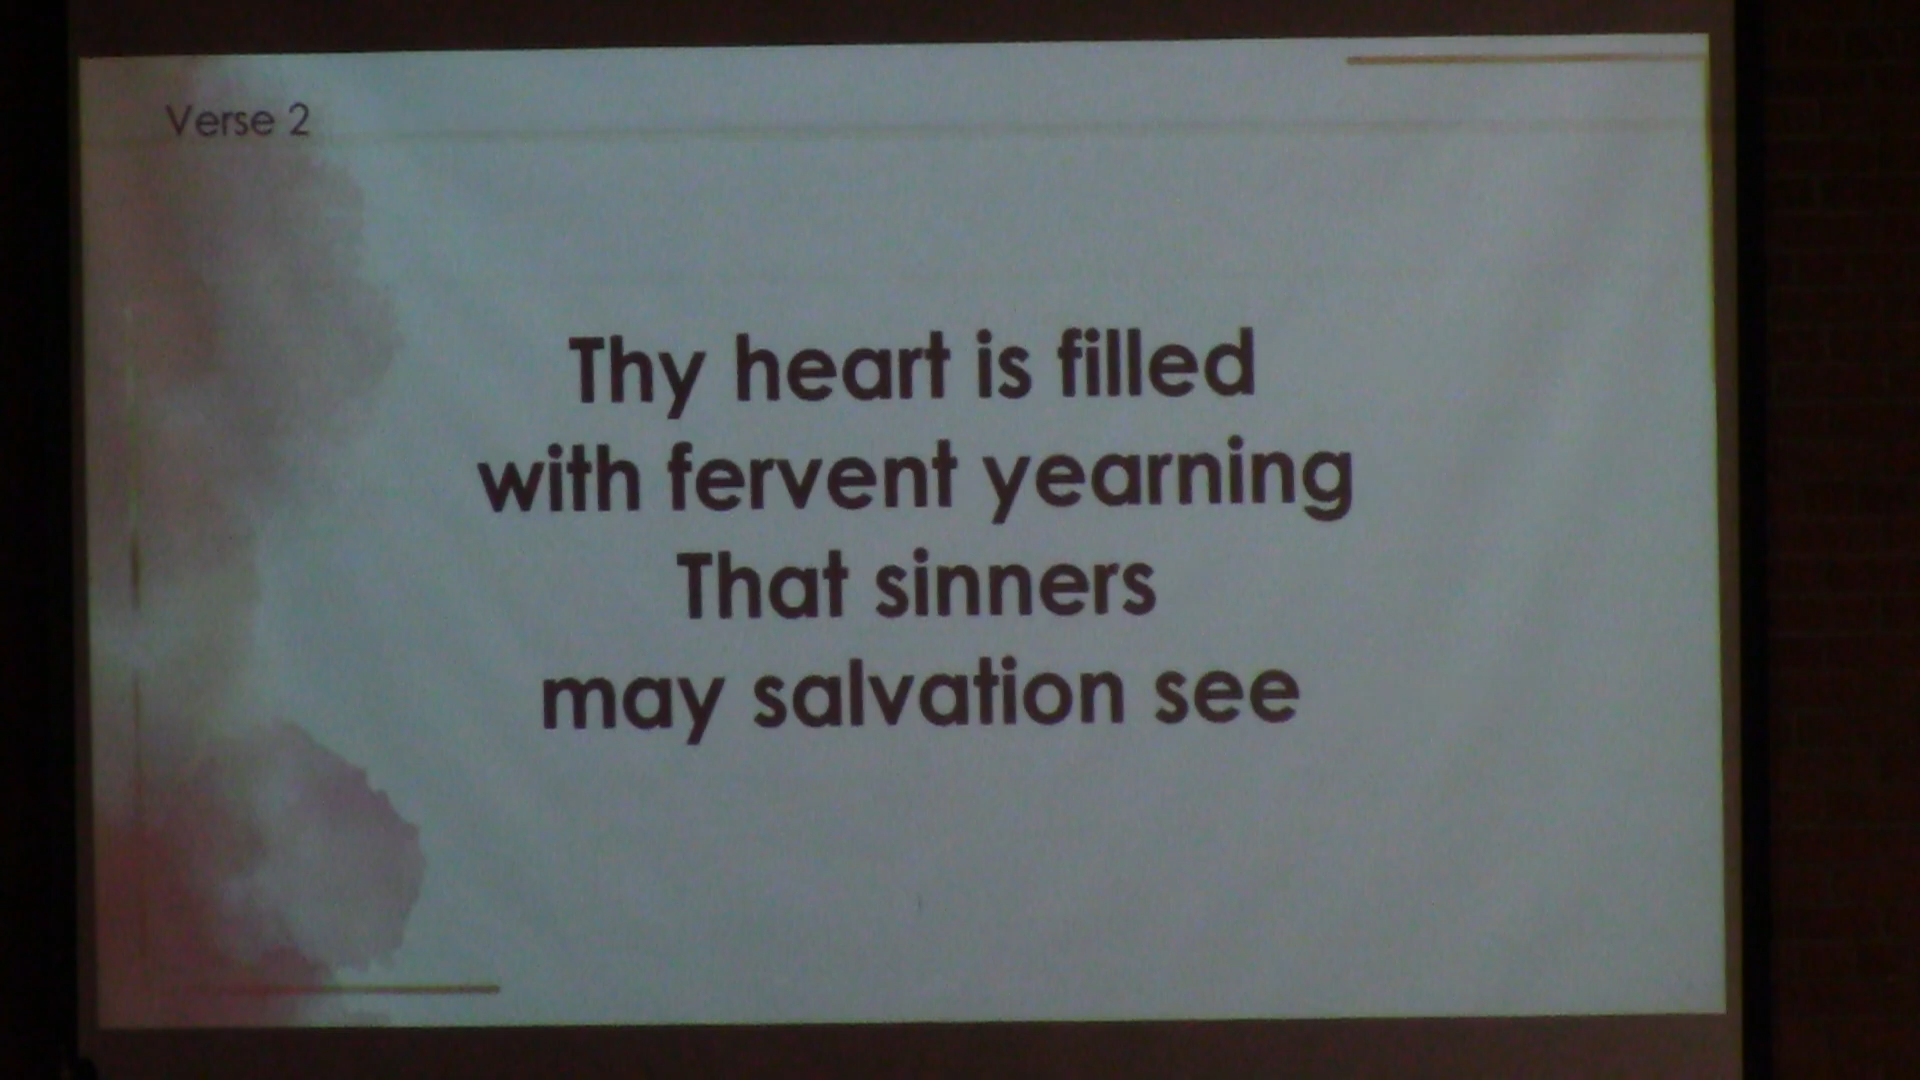 Verse 2
Thy heart is filled
with fervent yearning
That sinners
may salvation see